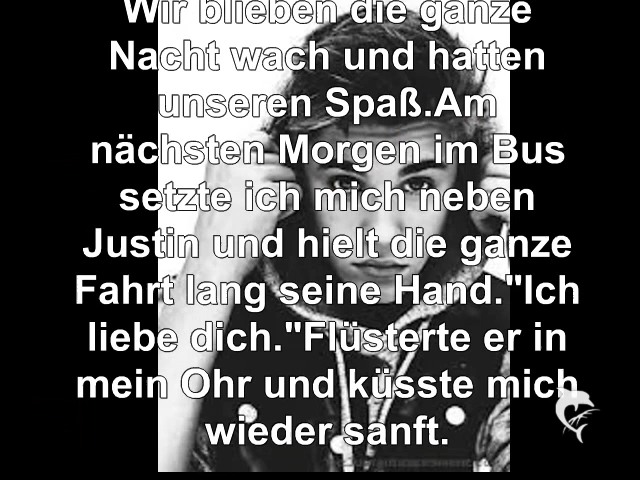 Wir blieben die ganze
Nacht wach und hatten
unseren Spaß.Am
nächsten Morgen im Bus
setzte ich mich neben
Justin und hielt die ganze
Fahrt lang seine Hand."Ich
liebe dich."Flüsterte er in
mein Ohr und küsste mich
wieder sanft.